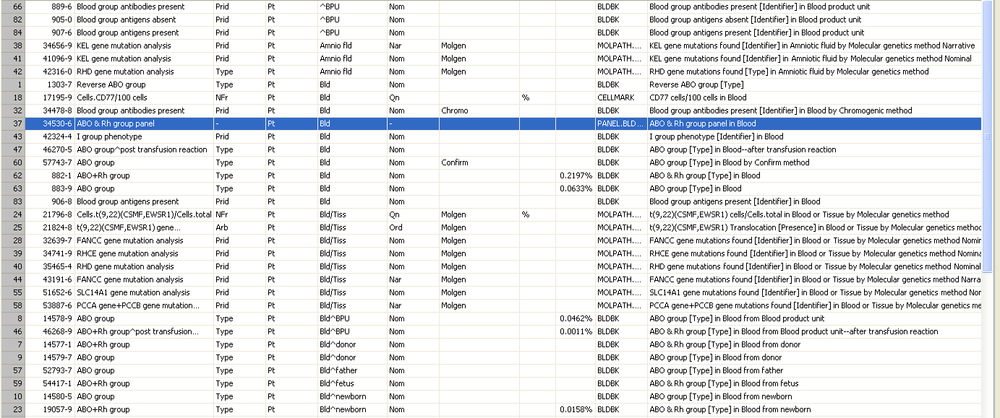 66 889-6 Blood group antibodies present Prid Pt ^BPU Nom BLDBK Blood group antibodies present [Identifier] in Blood product unit
82 905-0 Blood group antigens absent Prid Pt ^BPU Nom BLDBK Blood group antigens absent [Identifier] in Blood product unit
84 907-6 Blood group antigens present Prid Pt ^BPU Nom BLDBK Blood group antigens present [Identifier] in Blood product unit
38 34656-9 KEL gene mutation analysis Prid Pt Amnio fld Nar Molgen MOLPATH.... KEL gene mutations found [Identifier] in Amniotic fluid by Molecular genetics method Narrative
41 41096-9 KEL gene mutation analysis Prid Pt Amnio fld Nom Molgen MOLPATH.... KEL gene mutations found [Identifier] in Amniotic fluid by Molecular genetics method Nominal
42 42316-0 RHD gene mutation analysis Type Pt Amnio fld Nom Molgen MOLPATH.... RHD gene mutations found [Type] in Amniotic fluid by Molecular genetics method
1 1303-7 Reverse ABO group Type Pt Bld Nom BLDBK Reverse ABO group [Type]
18 17195-9 Cells.CD77/100 cells NFr Pt Bld Qn % CELLMARK CD77 cells/100 cells in Blood
32 34478-8 Blood group antibodies present Prid Pt Bld Nom Chromo BLDBK Blood group antibodies present [Identifier] in Blood by Chromogenic method
37 34530-6 ABO & Rh group panel - Pt Bld - PANEL.BLD... ABO & Rh group panel in Blood
43 42324-4 I group phenotype Prid Pt Bld Nom BLDBK I group phenotype [Identifier] in Blood
47 46270-5 ABO group^post transfusion reaction Type Pt Bld Nom BLDBK ABO group [Type] in Blood--after transfusion reaction
60 57743-7 ABO group Type Pt Bld Nom Confirm BLDBK ABO group [Type] in Blood by Confirm method
62 882-1 ABO+Rh group Type Pt Bld Nom 0.2197% BLDBK ABO & Rh group [Type] in Blood
63 883-9 ABO group Type Pt Bld Nom 0.0633% BLDBK ABO group [Type] in Blood
83 906-8 Blood group antigens present Prid Pt Bld Nom BLDBK Blood group antigens present [Identifier] in Blood
24 21796-8 Cells.t(9,22)(CSMF,EWSR1)/Cells.total NFr Pt Bld/Tiss Qn Molgen % MOLPATH.... t(9,22)(CSMF,EWSR1) cells/Cells.total in Blood or Tissue by Molecular genetics method
25 21824-8 t(9,22)(CSMF,EWSR1) gene... Arb Pt Bld/Tiss Ord Molgen MOLPATH.... t(9,22)(CSMF,EWSR1) Translocation [Presence] in Blood or Tissue by Molecular genetics method
28 32639-7 FANCC gene mutation analysis Prid Pt Bld/Tiss Nom Molgen MOLPATH.... FANCC gene mutations found [Identifier] in Blood or Tissue by Molecular genetics method Nomin
39 34741-9 RHCE gene mutation analysis Prid Pt Bld/Tiss Nom Molgen MOLPATH.... RHCE gene mutations found [Identifier] in Blood or Tissue by Molecular genetics method Nomina
40 35465-4 RHD gene mutation analysis Prid Pt Bld/Tiss Nom Molgen MOLPATH.... RHD gene mutations found [Identifier] in Blood or Tissue by Molecular genetics method Nominal
44 43191-6 FANCC gene mutation analysis Prid Pt Bld/Tiss Nar Molgen MOLPATH.... FANCC gene mutations found [Identifier] in Blood or Tissue by Molecular genetics method Narra
55 51652-6 SLC14A1 gene mutation analysis Prid Pt Bld/Tiss Nom Molgen MOLPATH.... SLC14A1 gene mutations found [Identifier] in Blood or Tissue by Molecular genetics method Nor
58 53887-6 PCCA gene+PCCB gene mutation... Prid Pt Bld/Tiss Nar Molgen MOLPATH.... PCCA gene+PCCB gene mutations found [Identifier] in Blood or Tissue by Molecular genetics me
8 14578-9 ABO group Type Pt Bld^BPU Nom 0.0462% BLDBK ABO group [Type] in Blood from Blood product unit
46 46268-9 ABO+Rh group^post transfusion... Type Pt Bld^BPU Nom 0.0011% BLDBK ABO & Rh group [Type] in Blood from Blood product unit--after transfusion reaction
7 14577-1 ABO+Rh group Type Pt Bld^donor Nom BLDBK ABO & Rh group [Type] in Blood from donor
9 14579-7 ABO group Type Pt Bld^donor Nom BLDBK ABO group [Type] in Blood from donor
57 52793-7 ABO group Type Pt Bld^father Nom BLDBK ABO group [Type] in Blood from father
59 54417-1 ABO+Rh group Type Pt Bld^fetus Nom BLDBK ABO & Rh group [Type] in Blood from fetus
10 14580-5 ABO group Type Pt Bld^newborn Nom BLDBK ABO group [Type] in Blood from newborn
23 19057-9 ABO+Rh group Type Pt Bld^newborn Nom 0.0158% BLDBK ABO & Rh group [Type] in Blood from newborn